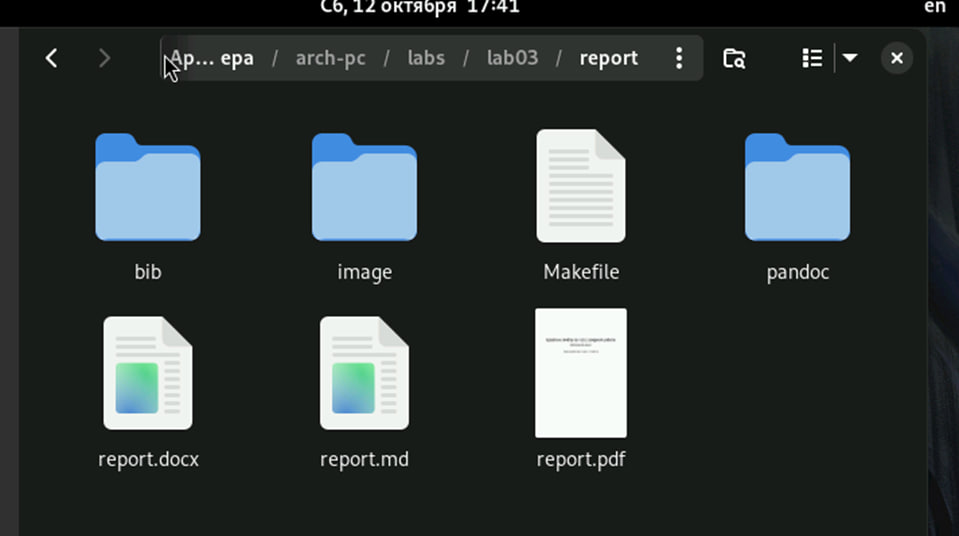 Сб, 12 октября 17:41
en
Ар… ера / arch-pc / labs / lab03 / report
bib
image
Makefile
pandoc
report.docx
report.md
report.pdf